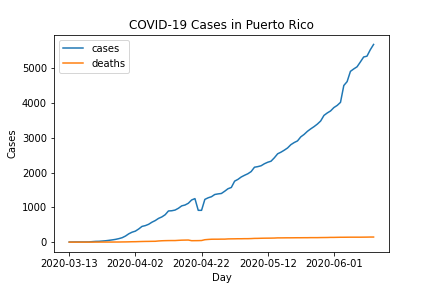 COVID-19 Cases in Puerto Rico
cases
deaths
5000
4000
3000
2000
1000
0
Cases
2020-03-13 2020-04-02 2020-04-22 2020-05-12 2020-06-01
Day